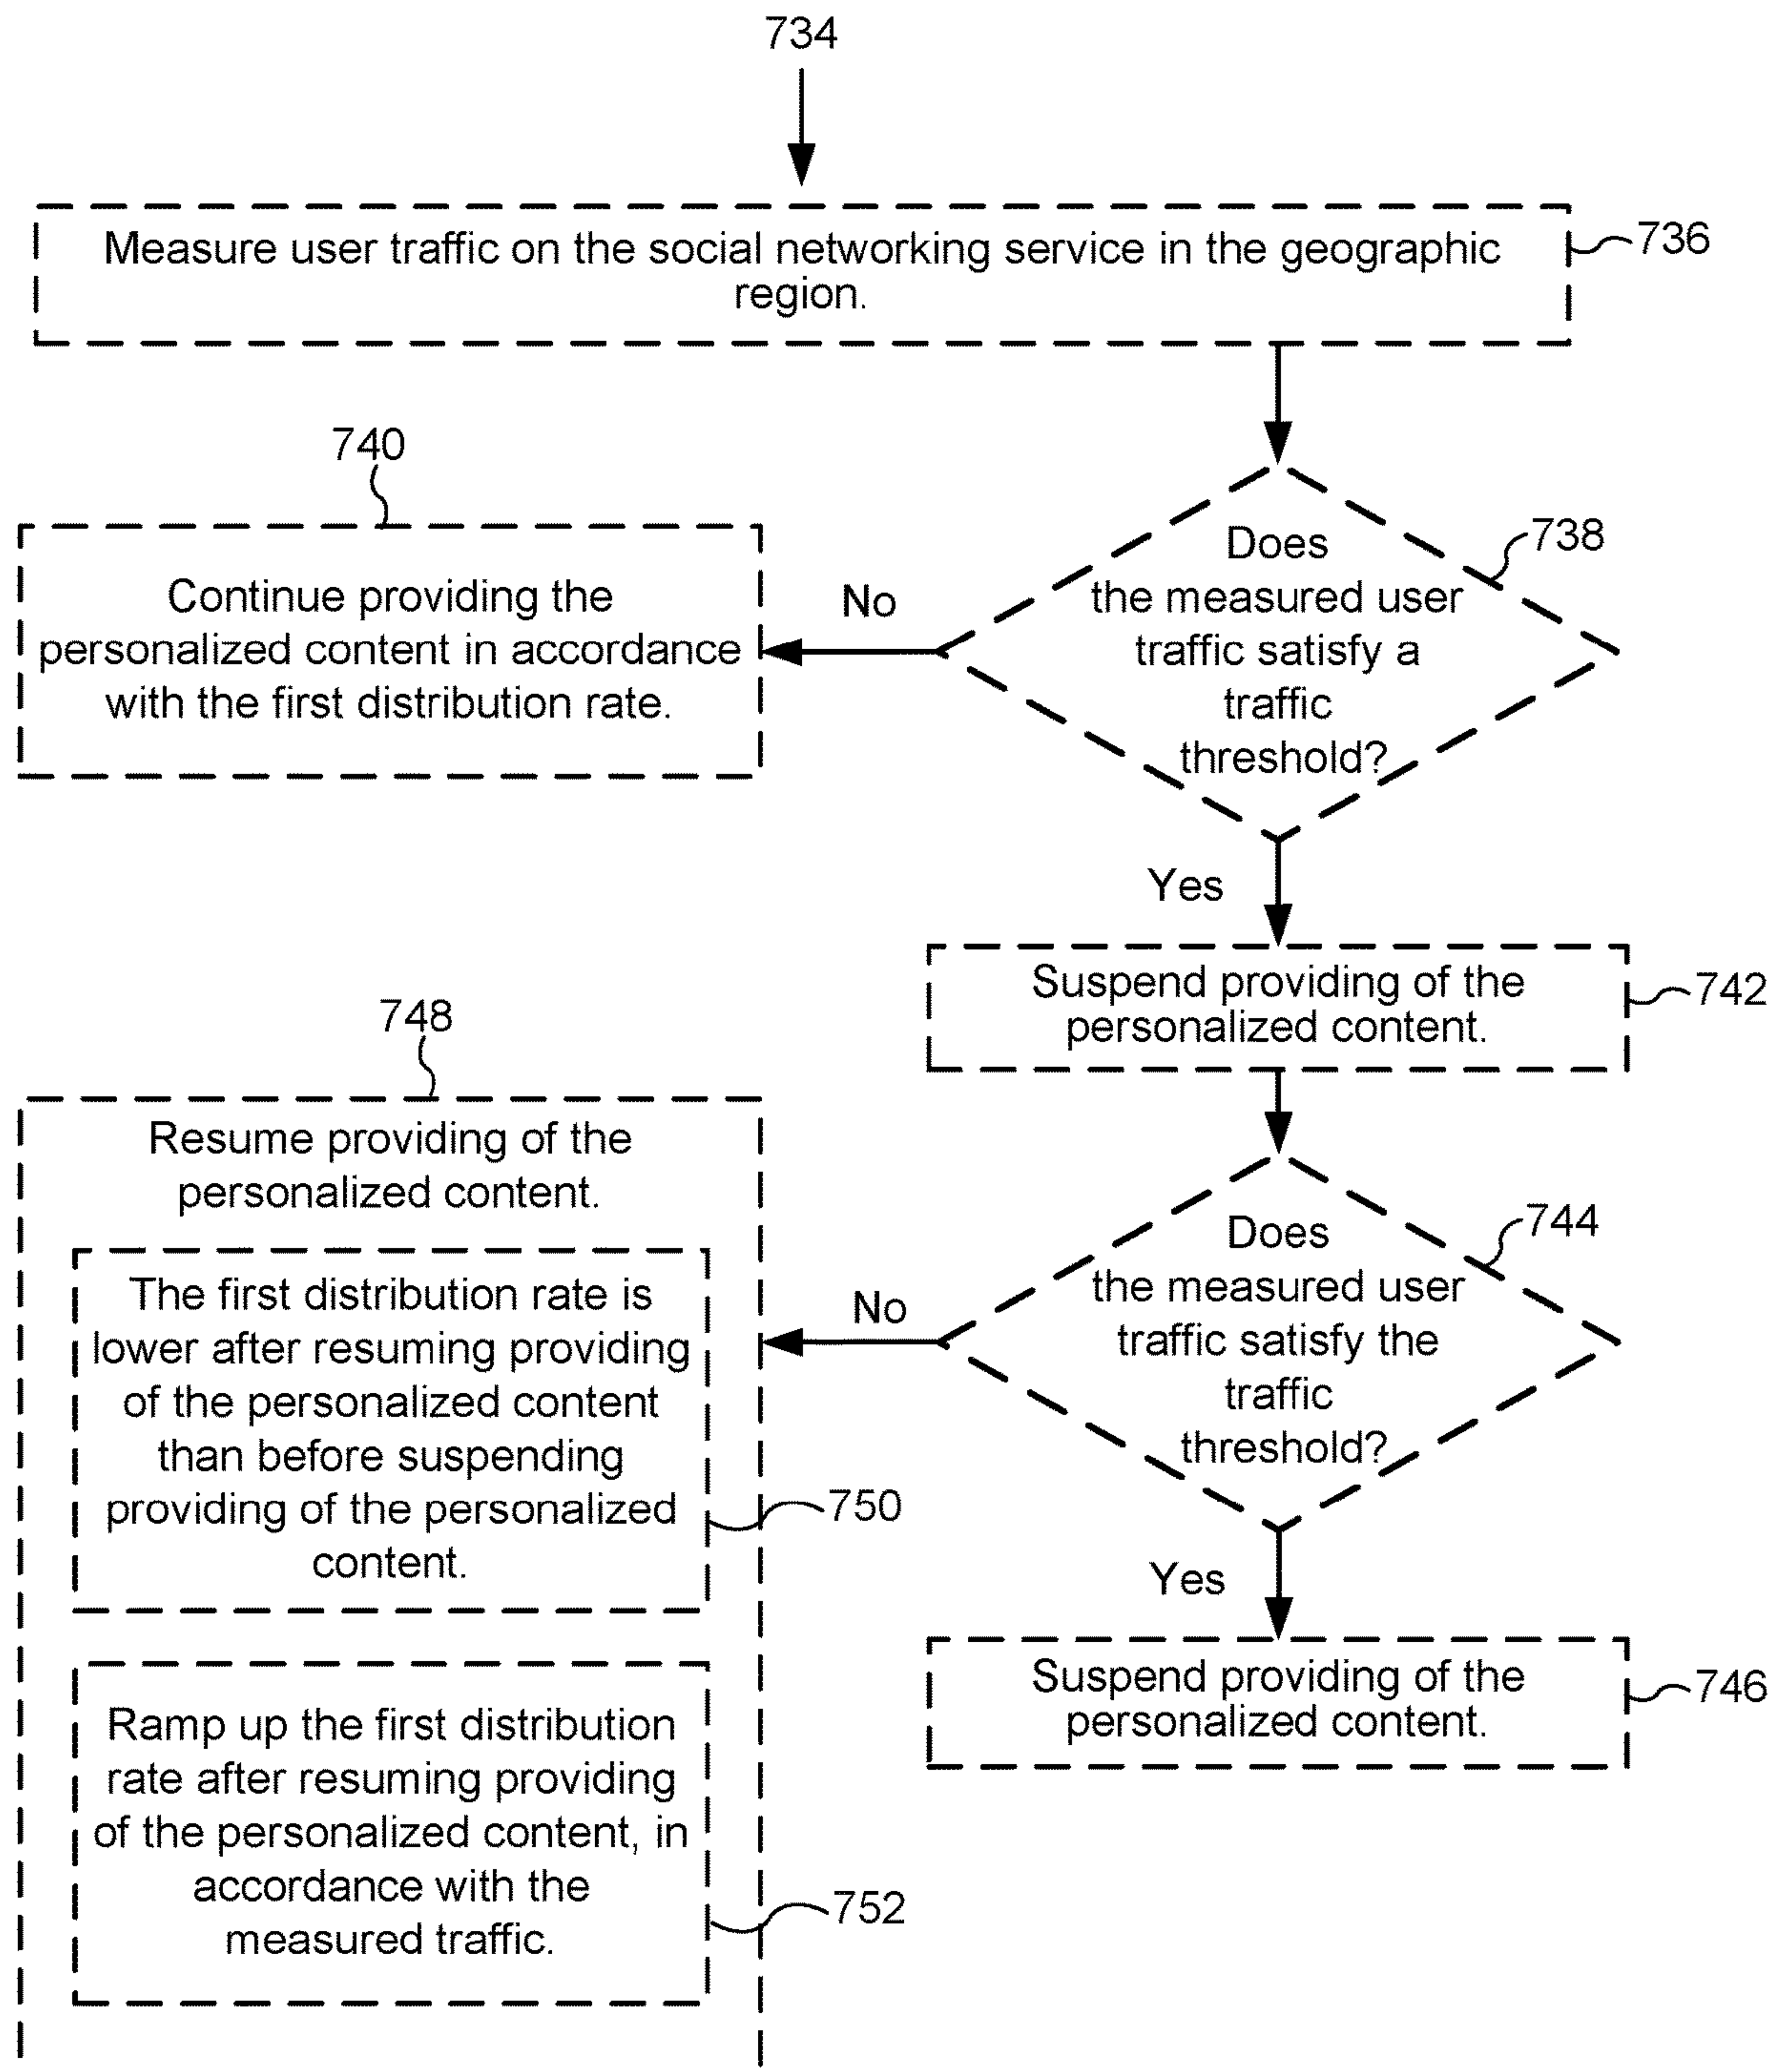 734
Measure user traffic on the social networking service in the geographic
region.
736
740
Continue providing the
personalized content in accordance
with the first distribution rate.
No
Does
the measured user
traffic satisfy a
traffic
threshold?
738
Yes
Suspend providing of the
personalized content.
742
748
Resume providing of the
personalized content.
The first distribution rate is
lower after resuming providing
of the personalized content
than before suspending
providing of the personalized
content.
750
Ramp up the first distribution
rate after resuming providing
of the personalized content, in
accordance with the
measured traffic.
752
No
Does
the measured user
traffic satisfy the
traffic
threshold?
744
Yes
Suspend providing of the
personalized content.
746